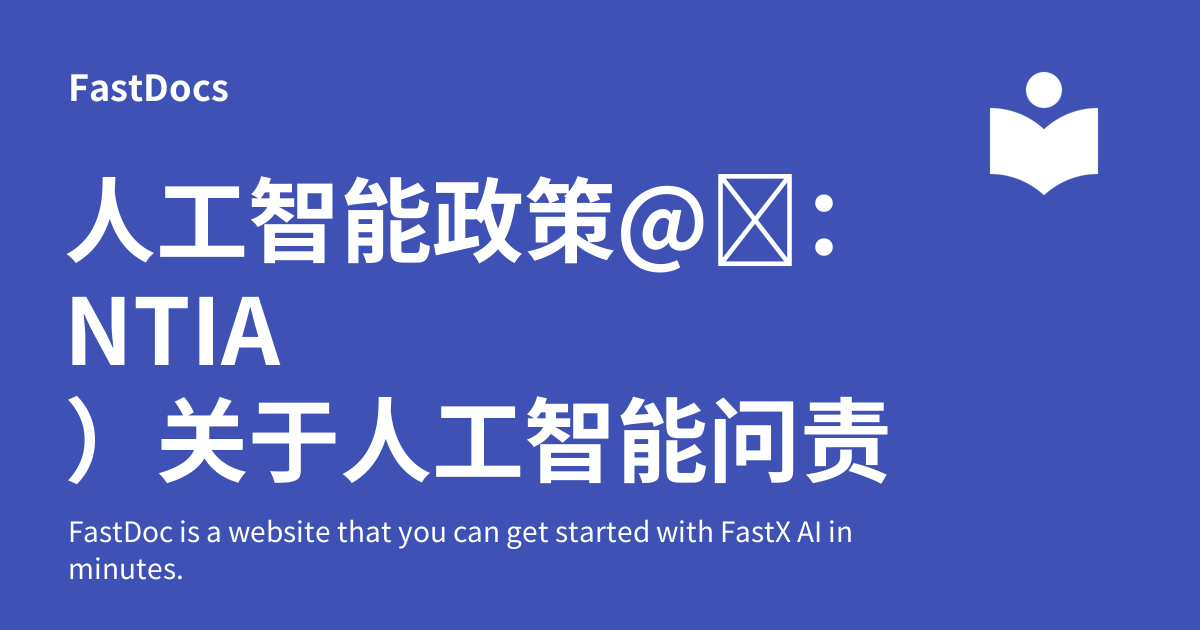 FastDocs
人工智能政策@：
NTIA
）关于人工智能问责
FastDoc is a website that you can get started with FastX AI in
minutes.